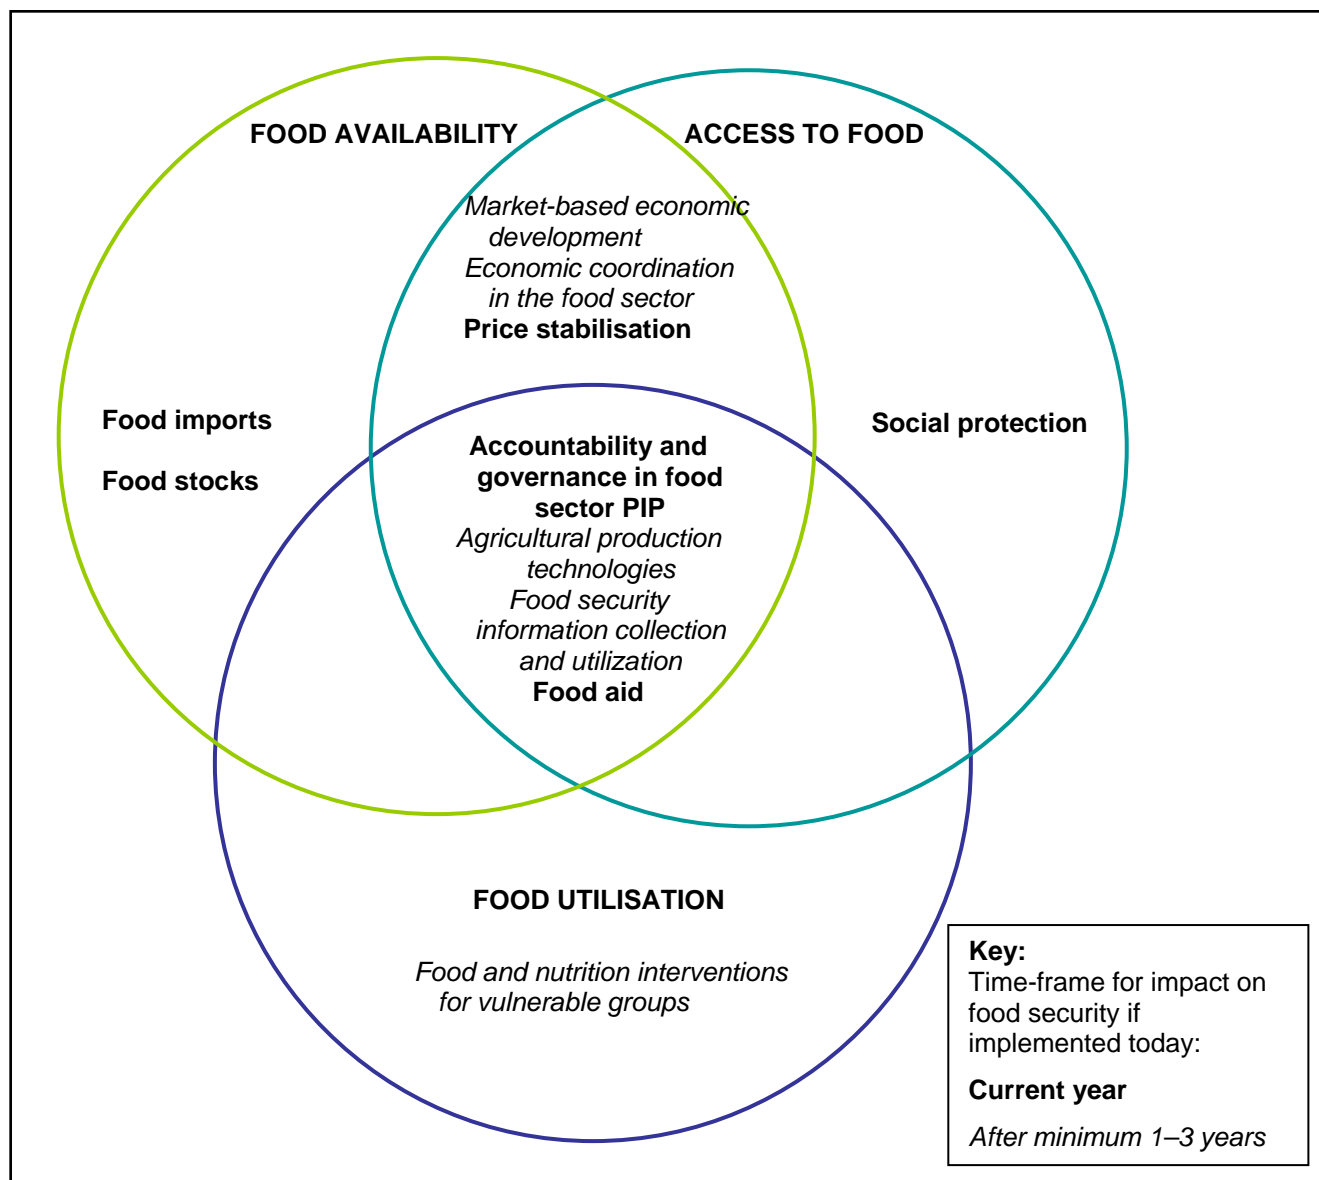 FOOD AVAILABILITY
ACCESS TO FOOD
Market-based economic
development
Economic coordination
in the food sector
Price stabilisation
Food imports
Food stocks
Social protection
Accountability and
governance in food
sector PIP
Agricultural production
technologies
Food security
information collection
and utilization
Food aid
FOOD UTILISATION
Food and nutrition interventions
for vulnerable groups
Key:
Time-frame for impact on
food security if
implemented today:
Current year
After minimum 1–3 years